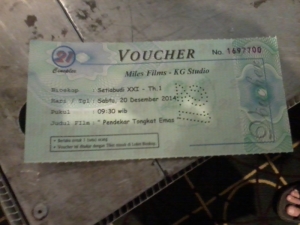 21
Cineplex
VOUCHER
No. 1647700
Miles Films - KG Studio
Bioskop : Setiabudi XXI - Th.1
Hari / Tgl : Sabtu, 20 Desember 2014
Pukul : 09:30 wib
Judul Film : " Pendekar Tongkat Emas